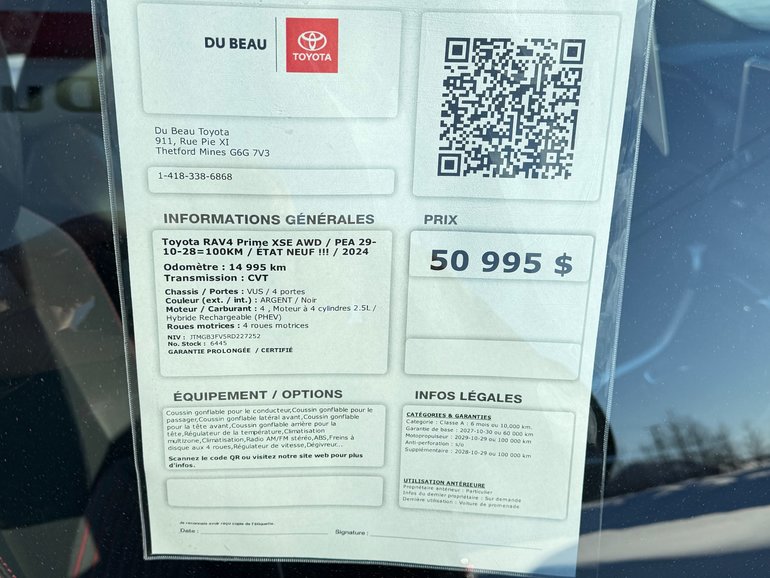 DU BEAU
TOYOTA
Du Beau Toyota
911, Rue Pie XI
Thetford Mines G6G 7V3
1-418-338-6868
INFORMATIONS GÉNÉRALES
Toyota RAV4 Prime XSE AWD / PEA 29-
10-28=100KM / ÉTAT NEUF !!! / 2024
Odomètre : 14 995 km
Transmission : CVT
Chassis / Portes : VUS / 4 portes
Couleur (ext. / int.) : ARGENT / Noir
Moteur / Carburant : 4 , Moteur à 4 cylindres 2.5L /
Hybride Rechargeable (PHEV)
Roues motrices : 4 roues motrices
NIV : JTMGB3FV5RD227252
No. Stock : 6445
GARANTIE PROLONGÉE / CERTIFIÉ
PRIX
50 995 $
ÉQUIPEMENT / OPTIONS
Coussin gonflable pour le conducteur,Coussin gonflable pour le
passager,Coussin gonflable latéral avant,Coussin gonflable
pour la tête avant,Coussin gonflable arrière pour la
tête,Régulateur de la température,Climatisation
multizone,Climatisation,Radio AM/FM stéréo,ABS,Freins à
disque aux 4 roues,Régulateur de vitesse,Dégivreur...
Scannez le code QR ou visitez notre site web pour plus
d'infos.
INFOS LÉGALES
CATÉGORIES & GARANTIES
Catégorie : Classe A : 6 mois ou 10,000 km.
Garantie de base : 2027-10-30 ou 60 000 km
Motopropulseur : 2029-10-29 ou 100 000 km
Anti-perforation : s/o
Supplémentaire : 2028-10-29 ou 100 000 km
UTILISATION ANTÉRIEURE
Propriétaire antérieur : Particulier
Infos du dernier propriétaire : Sur demande
Dernière utilisation : Voiture de promenade
Je reconnais avoir reçu copie de l'étiquette.
Date : Signature :